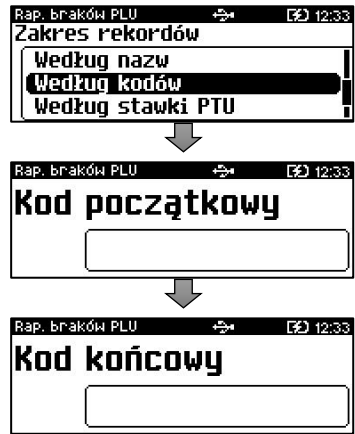 Rap. braków PLU 12:33
Zakres rekordów
Według nazw
Według kodów
Według stawki PTU
Rap. braków PLU 12:33
Kod początkowy
Rap. braków PLU 12:33
Kod końcowy